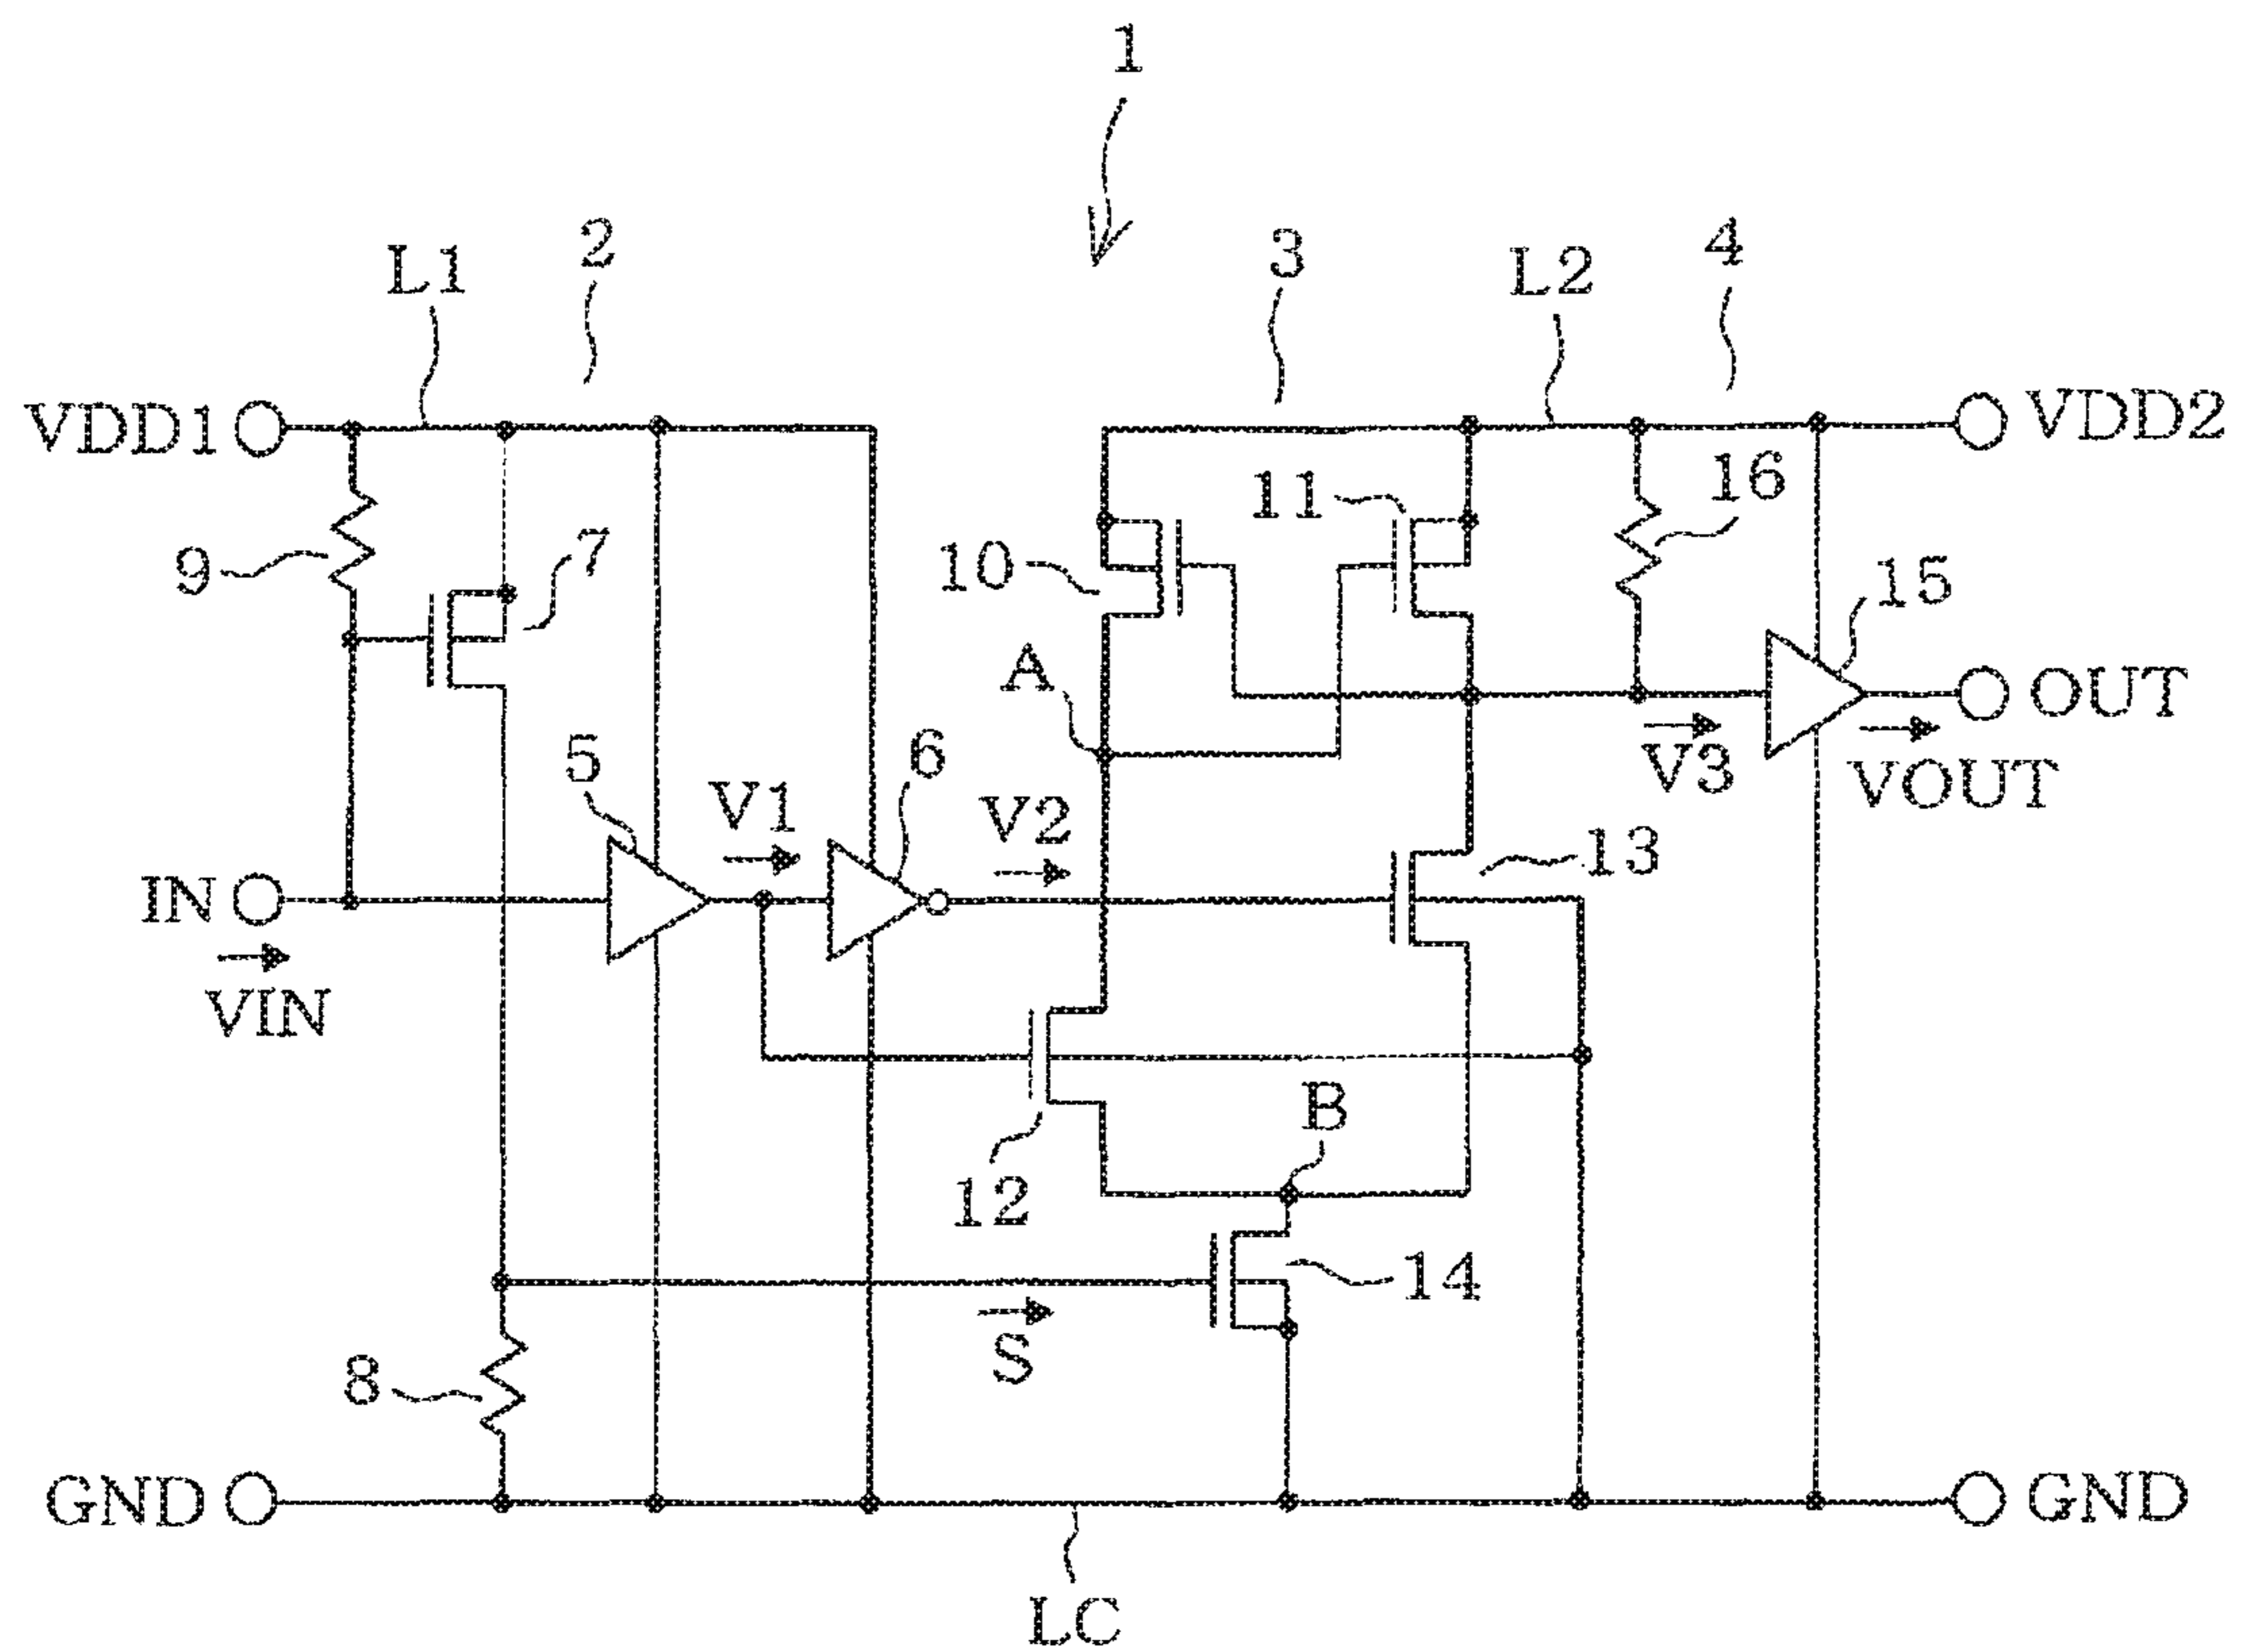 1
2
3
4
L1
L2
VDD1
VDD2
16
11
7
10
9
15
A
OUT
5
6
V1
V2
V3
VOUT
13
IN
VIN
B
12
14
S
8
GND
GND
LC